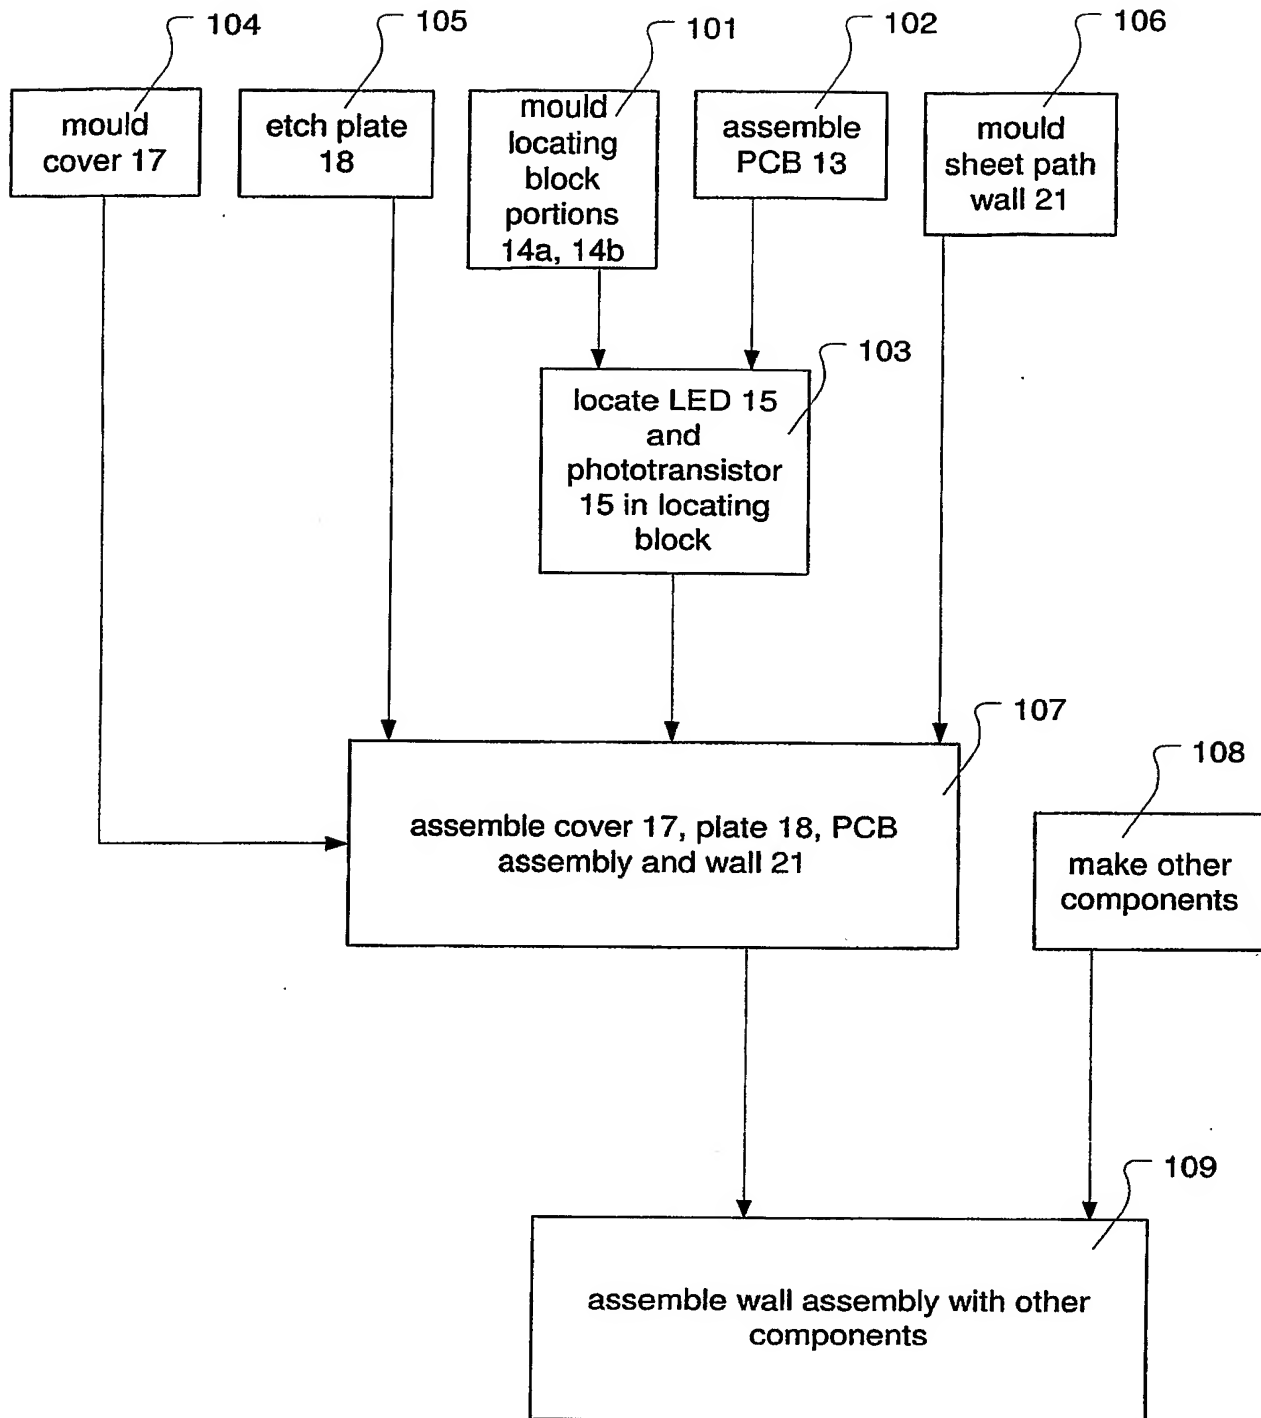 104
105
101
102
106
mould
cover 17
etch plate
18
mould
locating
block
portions
14a, 14b
assemble
PCB 13
mould
sheet path
wall 21
103
locate LED 15
and
phototransistor
15 in locating
block
107
108
assemble cover 17, plate 18, PCB
assembly and wall 21
make other
components
109
assemble wall assembly with other
components